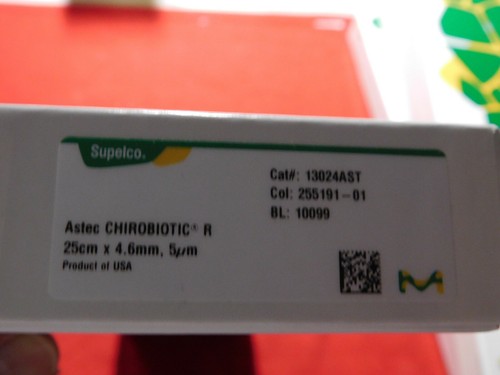 Supelco.
Cat#: 13024AST
Col: 255191-01
BL: 10099
Astec CHIROBIOTIC® R
25cm x 4.6mm, 5µm
Product of USA
M